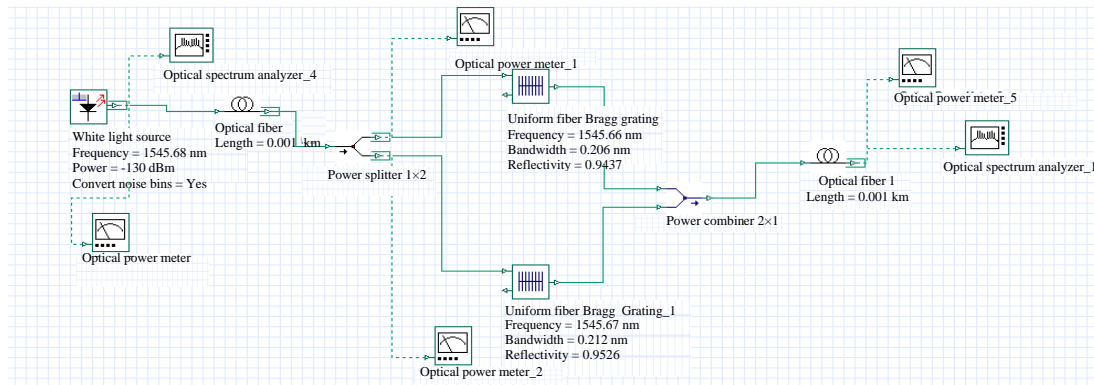 Optical power meter_1
Optical spectrum analyzer_4
White light source
Frequency = 1545.68 nm
Power = -130 dBm
Convert noise bins = Yes
Optical fiber
Length = 0.001 km
Power splitter 1×2
Uniform fiber Bragg grating
Frequency = 1545.66 nm
Bandwidth = 0.206 nm
Reflectivity = 0.9437
Optical power meter_5
Optical spectrum analyzer_1
Optical fiber 1
Length = 0.001 km
Power combiner 2×1
Optical power meter
Uniform fiber Bragg Grating_1
Frequency = 1545.67 nm
Bandwidth = 0.212 nm
Reflectivity = 0.9526
Optical power meter_2